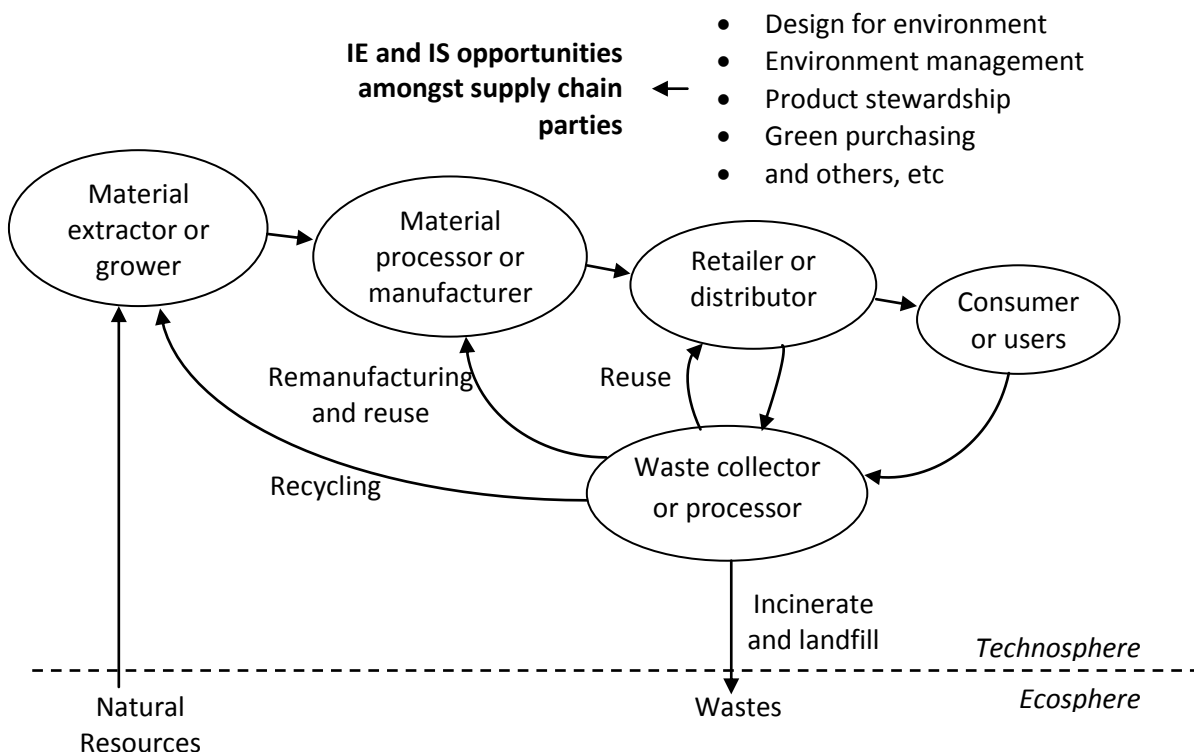 IE and IS opportunities
amongst supply chain
parties
• Design for environment
• Environment management
• Product stewardship
• Green purchasing
• and others, etc
Material
extractor or
grower
Material
processor or
manufacturer
Retailer or
distributor
Consumer
or users
Remanufacturing
and reuse
Reuse
Recycling
Waste collector
or processor
Incinerate
and landfill
Technosphere
Ecosphere
Natural
Resources
Wastes